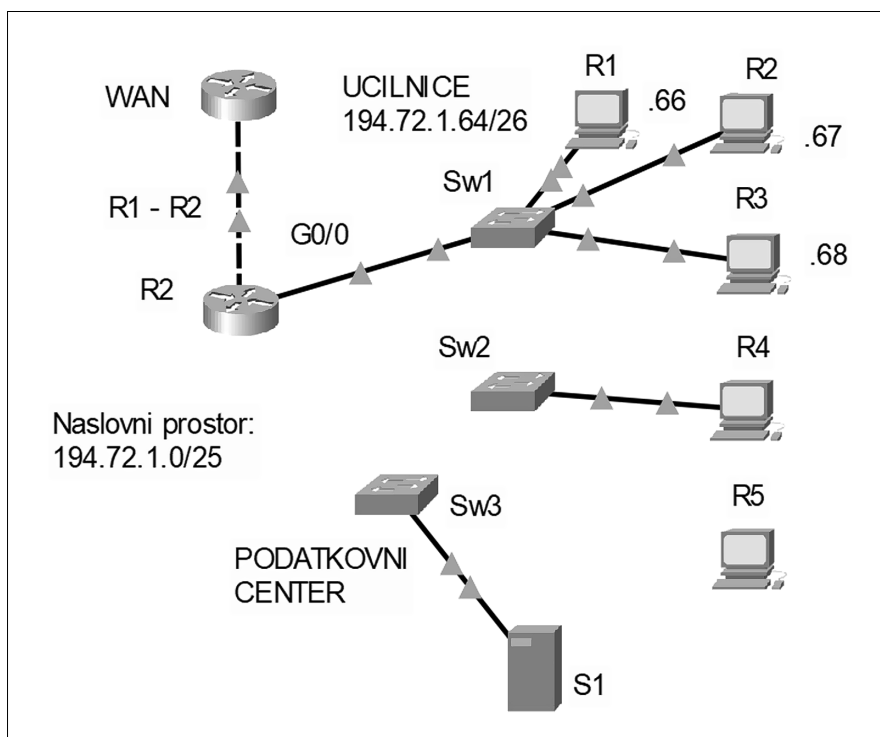 R1
R2
WAN
UCILNICE
194.72.1.64/26
.66
.67
Sw1
R1 - R2
G0/0
R3
.68
R2
Sw2
R4
Naslovni prostor:
194.72.1.0/25
Sw3
R5
PODATKOVNI
CENTER
S1